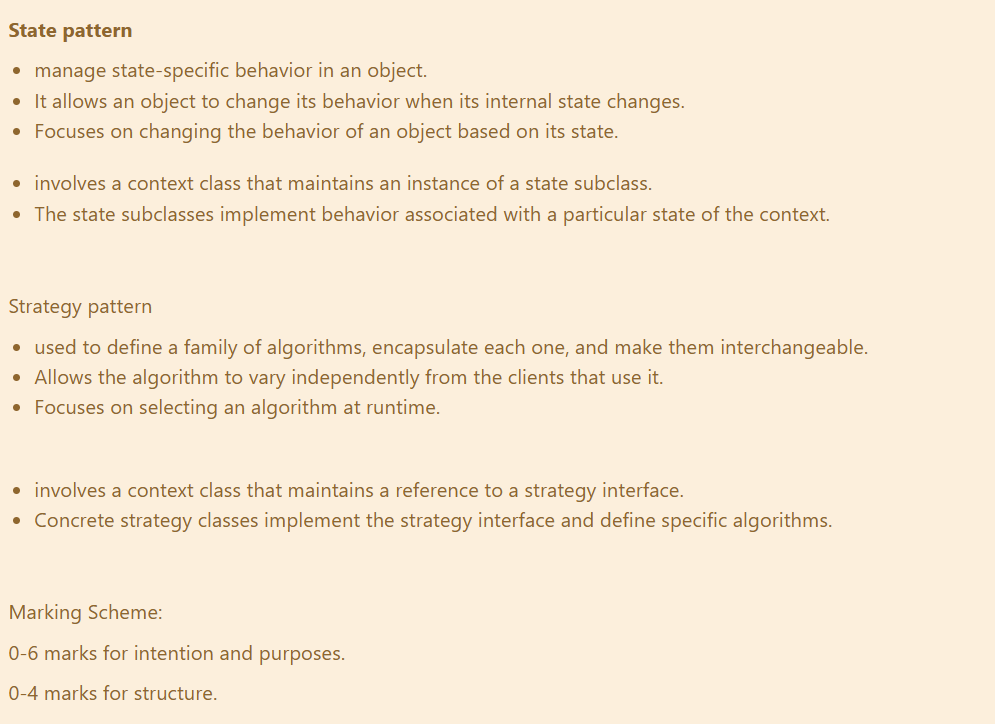 State pattern
• manage state-specific behavior in an object.
• It allows an object to change its behavior when its internal state changes.
• Focuses on changing the behavior of an object based on its state.
• involves a context class that maintains an instance of a state subclass.
• The state subclasses implement behavior associated with a particular state of the context.
Strategy pattern
• used to define a family of algorithms, encapsulate each one, and make them interchangeable.
• Allows the algorithm to vary independently from the clients that use it.
• Focuses on selecting an algorithm at runtime.
• involves a context class that maintains a reference to a strategy interface.
• Concrete strategy classes implement the strategy interface and define specific algorithms.
Marking Scheme:
0-6 marks for intention and purposes.
0-4 marks for structure.